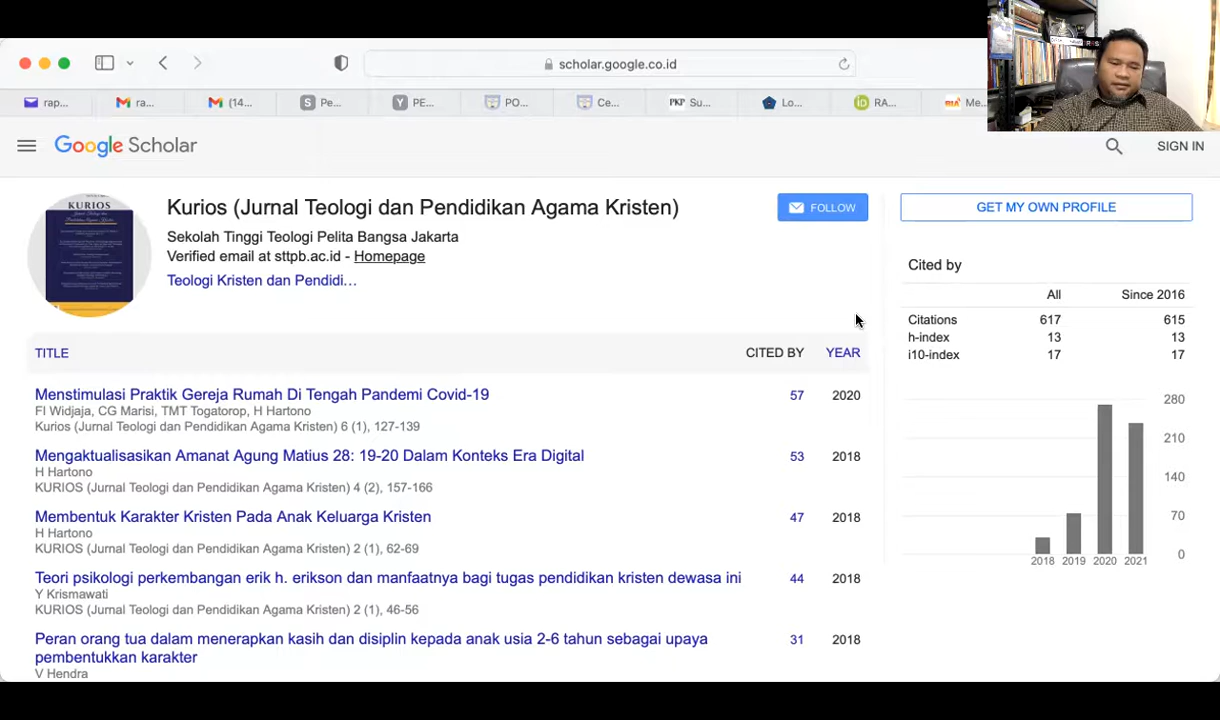 scholar.google.co.id
rap...
ra...
(14...
Pe...
PE...
PO...
Ce...
PKP Su...
Lo...
RA...
Me...
Google Scholar
SIGN IN
KURIOS
Kurios (Jurnal Teologi dan Pendidikan Agama Kristen)
FOLLOW
Sekolah Tinggi Teologi Pelita Bangsa Jakarta
Verified email at sttpb.ac.id - Homepage
Teologi Kristen dan Pendidi...
GET MY OWN PROFILE
Cited by
All Since 2016
Citations 617 615
h-index 13 13
i10-index 17 17
TITLE CITED BY YEAR
Menstimulasi Praktik Gereja Rumah Di Tengah Pandemi Covid-19 57 2020
FI Widjaja, CG Marisi, TMT Togatorop, H Hartono
Kurios (Jurnal Teologi dan Pendidikan Agama Kristen) 6 (1), 127-139
Mengaktualisasikan Amanat Agung Matius 28: 19-20 Dalam Konteks Era Digital 53 2018
H Hartono
KURIOS (Jurnal Teologi dan Pendidikan Agama Kristen) 4 (2), 157-166
Membentuk Karakter Kristen Pada Anak Keluarga Kristen 47 2018
H Hartono
KURIOS (Jurnal Teologi dan Pendidikan Agama Kristen) 2 (1), 62-69
Teori psikologi perkembangan erik h. erikson dan manfaatnya bagi tugas pendidikan kristen dewasa ini 44 2018
Y Krismawati
KURIOS (Jurnal Teologi dan Pendidikan Agama Kristen) 2 (1), 46-56
Peran orang tua dalam menerapkan kasih dan disiplin kepada anak usia 2-6 tahun sebagai upaya 31 2018
pembentukkan karakter
V Hendra
280
210
140
70
0
2018 2019 2020 2021